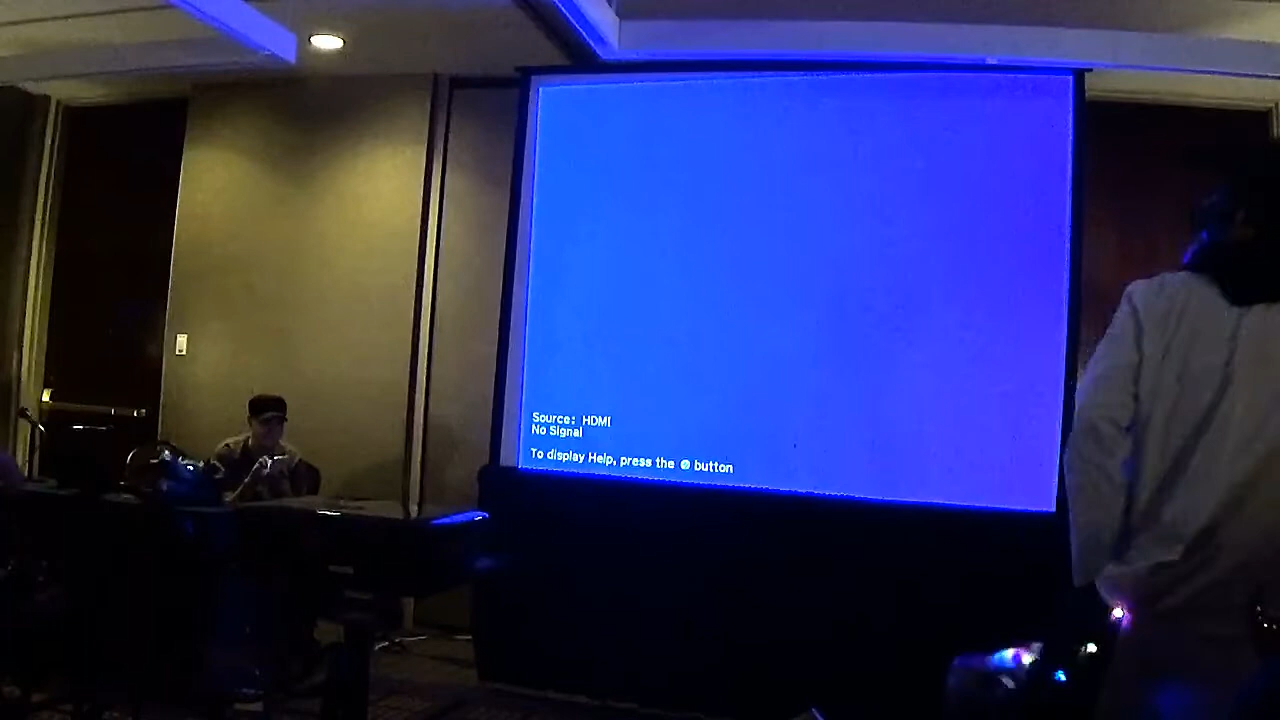 Source: HDMI
No Signal
To display Help, press the button